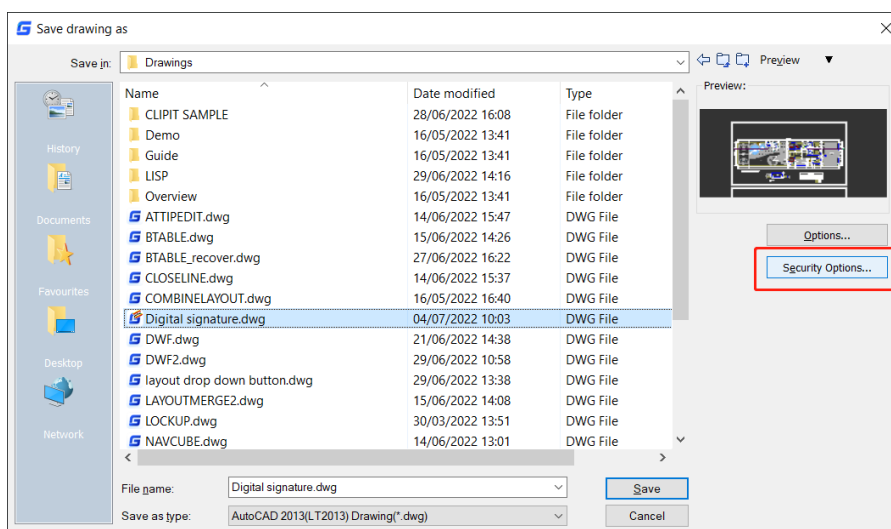 Save drawing as
Save in: Drawings Preview
Name Date modified Type
CLIPIT SAMPLE 28/06/2022 16:08 File folder
Demo 16/05/2022 13:41 File folder
Guide 16/05/2022 13:41 File folder
LISP 29/06/2022 14:16 File folder
Overview 16/05/2022 13:41 File folder
ATTIPEDIT.dwg 14/06/2022 15:47 DWG File
BTABLE.dwg 15/06/2022 14:26 DWG File
BTABLE_recover.dwg 27/06/2022 16:22 DWG File
CLOSELINE.dwg 14/06/2022 15:37 DWG File
COMBINELAYOUT.dwg 16/05/2022 16:40 DWG File
Digital signature.dwg 04/07/2022 10:03 DWG File
DWF.dwg 21/06/2022 14:38 DWG File
DWF2.dwg 29/06/2022 10:58 DWG File
layout drop down button.dwg 29/06/2022 13:38 DWG File
LAYOUTMERGE2.dwg 15/06/2022 14:08 DWG File
LOCKUP.dwg 30/03/2022 13:51 DWG File
NAVCUBE.dwg 14/06/2022 13:01 DWG File
History
Documents
Favourites
Desktop
Network
Preview:
Options...
Security Options...
File name: Digital signature.dwg Save
Save as type: AutoCAD 2013(LT2013) Drawing(*.dwg) Cancel